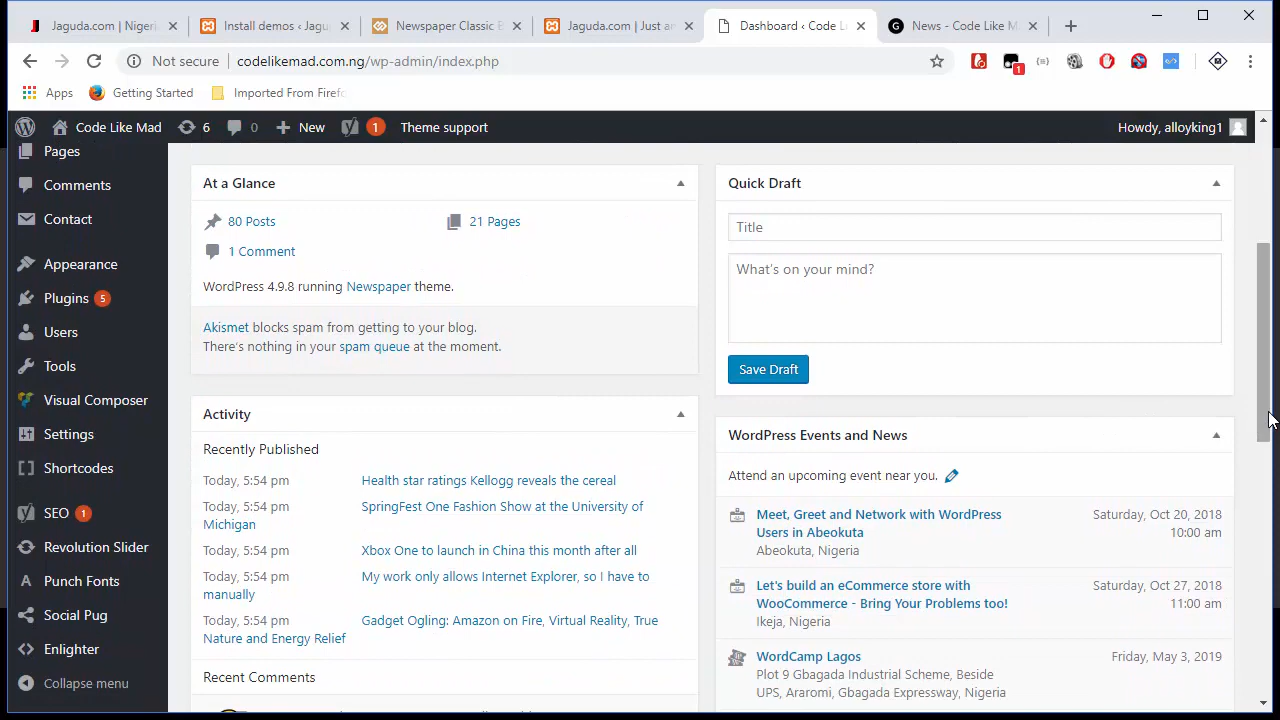 Jaguda.com | Nigeri
Install demos ‹ Jagu
Newspaper Classic B
Jaguda.com | Just a
Dashboard ‹ Code L
News - Code Like M
Not secure
codelikemad.com.ng/wp-admin/index.php
1
Apps
Getting Started
Imported From Firef
Code Like Mad
6
0
New
1
Theme support
Howdy, alloyking1
Pages
Comments
Contact
Appearance
Plugins 5
Users
Tools
Visual Composer
Settings
Shortcodes
SEO 1
Revolution Slider
Punch Fonts
Social Pug
Enlighter
Collapse menu
At a Glance
80 Posts
21 Pages
1 Comment
WordPress 4.9.8 running Newspaper theme.
Akismet blocks spam from getting to your blog.
There's nothing in your spam queue at the moment.
Activity
Recently Published
Today, 5:54 pm Health star ratings Kellogg reveals the cereal
Today, 5:54 pm SpringFest One Fashion Show at the University of
Michigan
Today, 5:54 pm Xbox One to launch in China this month after all
Today, 5:54 pm My work only allows Internet Explorer, so I have to
manually
Today, 5:54 pm Gadget Ogling: Amazon on Fire, Virtual Reality, True
Nature and Energy Relief
Recent Comments
Quick Draft
Title
What's on your mind?
Save Draft
WordPress Events and News
Attend an upcoming event near you.
Meet, Greet and Network with WordPress
Users in Abeokuta
Abeokuta, Nigeria
Saturday, Oct 20, 2018
10:00 am
Let's build an eCommerce store with
WooCommerce - Bring Your Problems too!
Ikeja, Nigeria
Saturday, Oct 27, 2018
11:00 am
WordCamp Lagos
Plot 9 Gbagada Industrial Scheme, Beside
UPS, Araromi, Gbagada Expressway, Nigeria
Friday, May 3, 2019